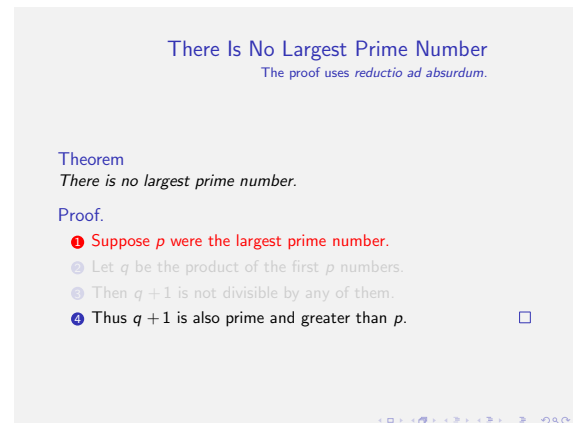 There Is No Largest Prime Number
The proof uses reductio ad absurdum.
Theorem
There is no largest prime number.
Proof.
1 Suppose p were the largest prime number.
2 Let q be the product of the first p numbers.
3 Then q + 1 is not divisible by any of them.
4 Thus q + 1 is also prime and greater than p. □